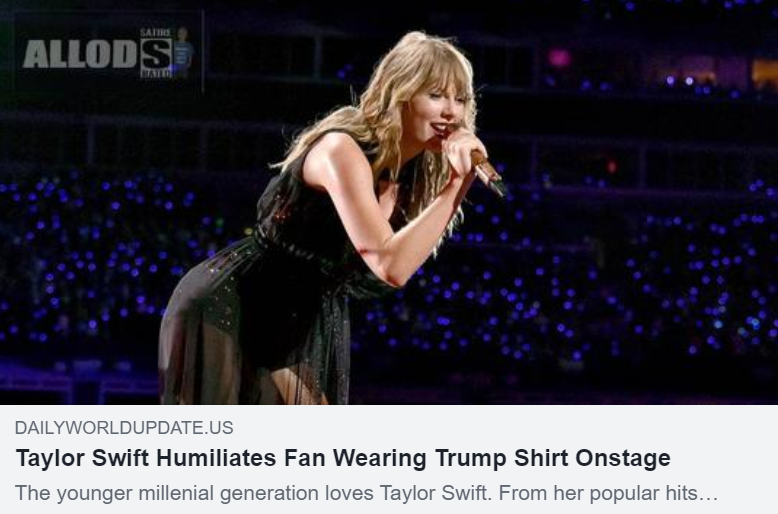 SATIRE
ALLODS
RATED
DAILYWORLDUPDATE.US
Taylor Swift Humiliates Fan Wearing Trump Shirt Onstage
The younger millenial generation loves Taylor Swift. From her popular hits…